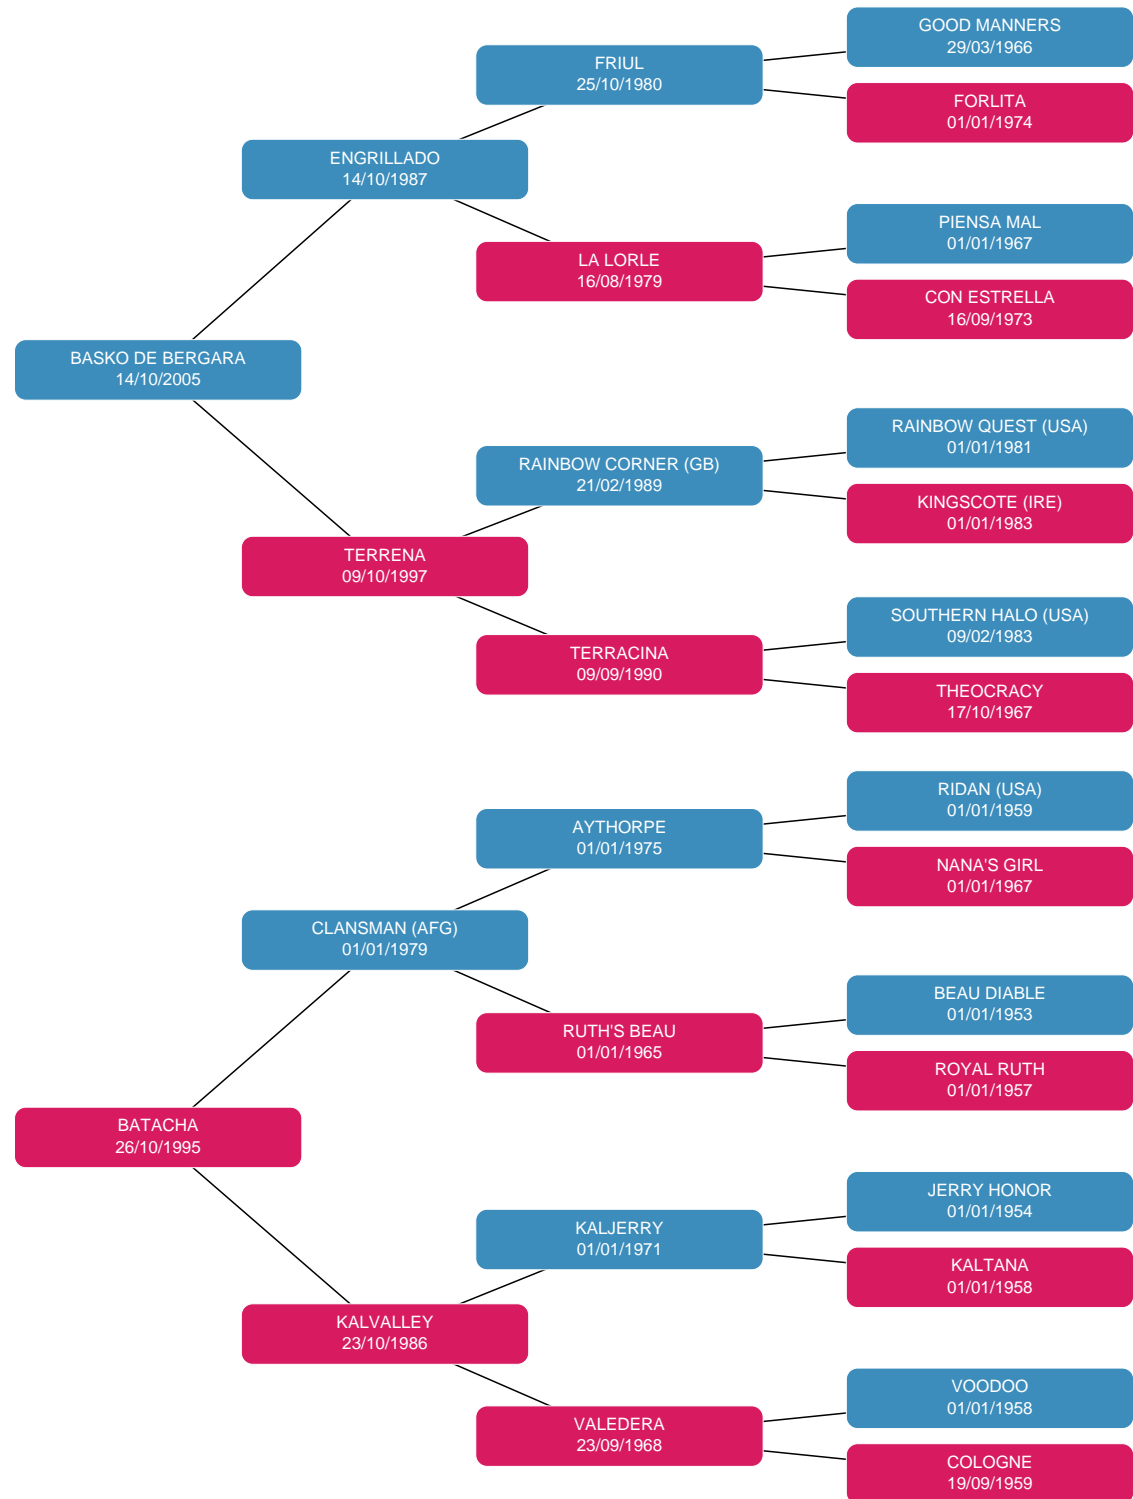 GOOD MANNERS
29/03/1966
FRIUL
25/10/1980
FORLITA
01/01/1974
ENGRILLADO
14/10/1987
PIENSA MAL
01/01/1967
LA LORLE
16/08/1979
CON ESTRELLA
16/09/1973
BASKO DE BERGARA
14/10/2005
RAINBOW QUEST (USA)
01/01/1981
RAINBOW CORNER (GB)
21/02/1989
KINGSCOTE (IRE)
01/01/1983
TERRENA
09/10/1997
SOUTHERN HALO (USA)
09/02/1983
TERRACINA
09/09/1990
THEOCRACY
17/10/1967
RIDAN (USA)
01/01/1959
AYTHORPE
01/01/1975
NANA'S GIRL
01/01/1967
CLANSMAN (AFG)
01/01/1979
BEAU DIABLE
01/01/1953
RUTH'S BEAU
01/01/1965
ROYAL RUTH
01/01/1957
BATACHA
26/10/1995
JERRY HONOR
01/01/1954
KALJERRY
01/01/1971
KALTANA
01/01/1958
KALVALLEY
23/10/1986
VOODOO
01/01/1958
VALEDERA
23/09/1968
COLOGNE
19/09/1959